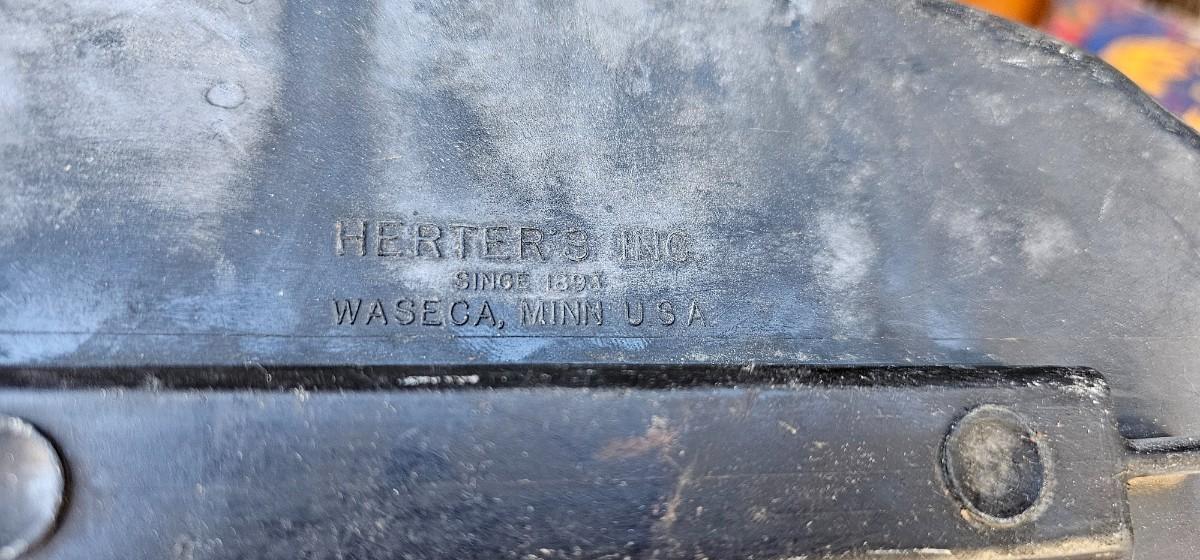 HERTER'S INC.
SINCE 1893
WASECA, MINN U.S.A.